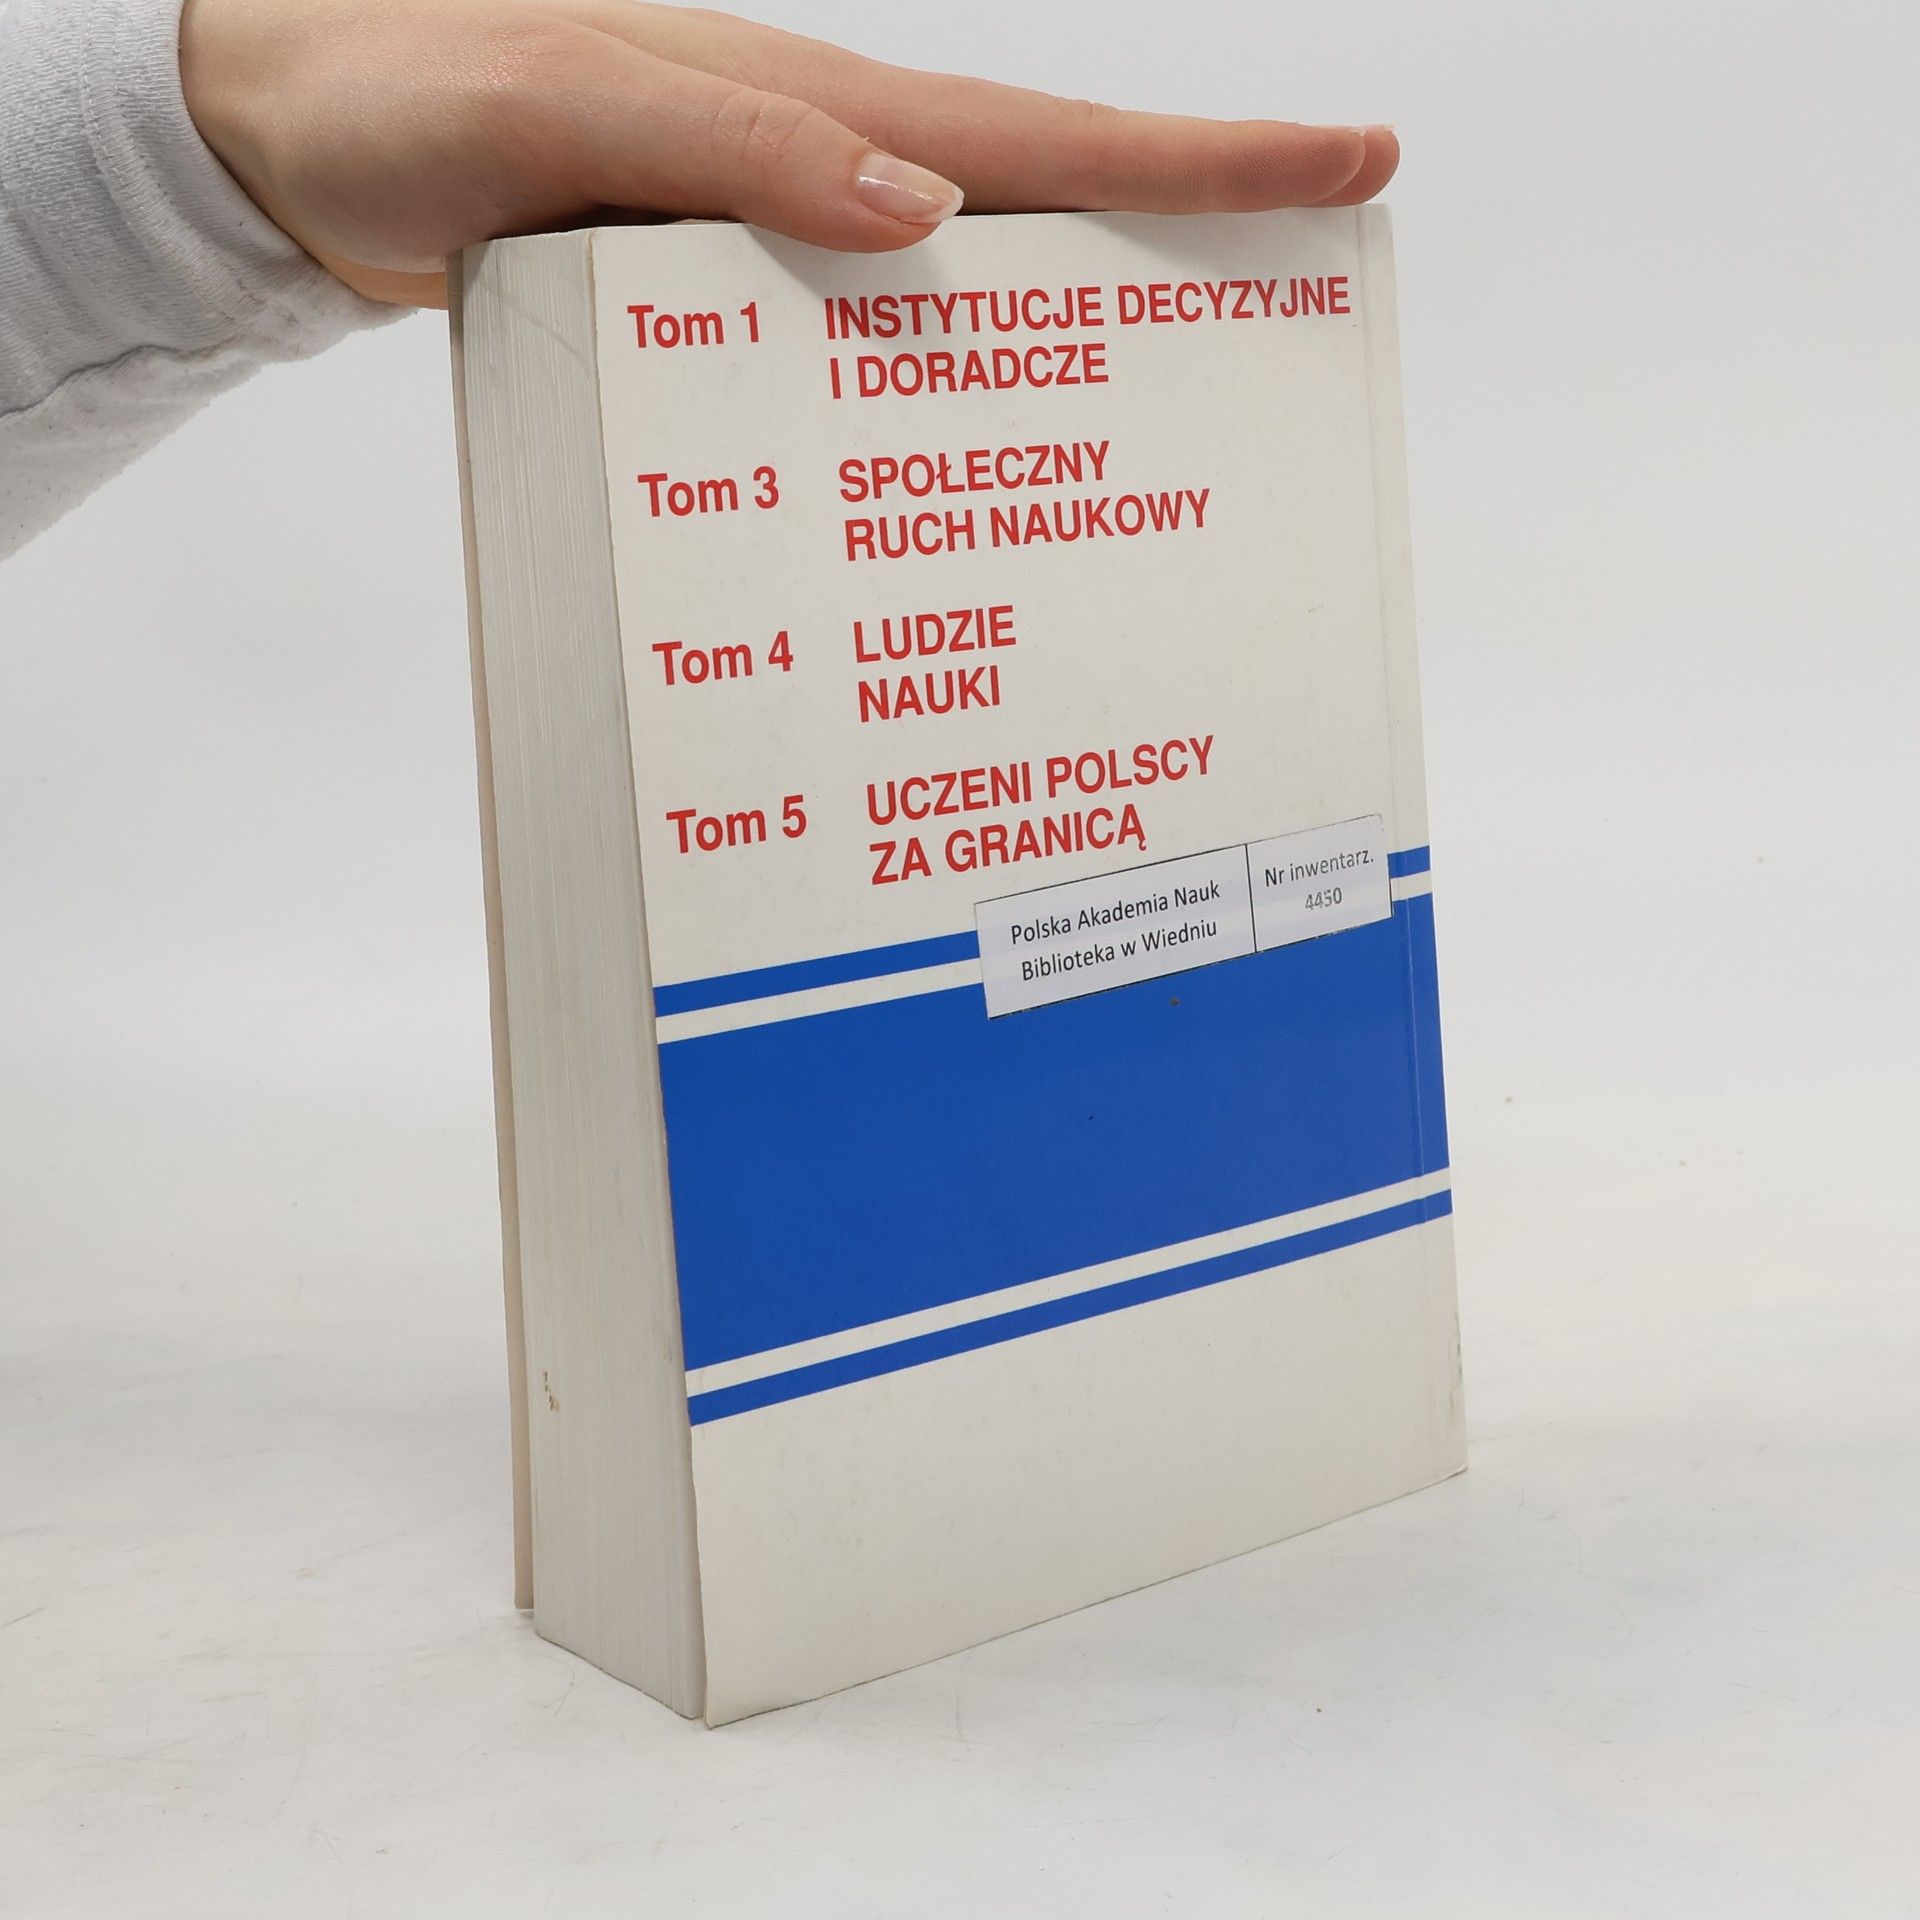 Tom 1 INSTYTUCJE DECYZYJNE
I DORADCZE
Tom 3 SPOŁECZNY
RUCH NAUKOWY
Tom 4 LUDZIE
NAUKI
Tom 5 UCZENI POLSCY
ZA GRANICĄ
Polska Akademia Nauk
Biblioteka w Wiedniu
Nr inwentarz.
4450